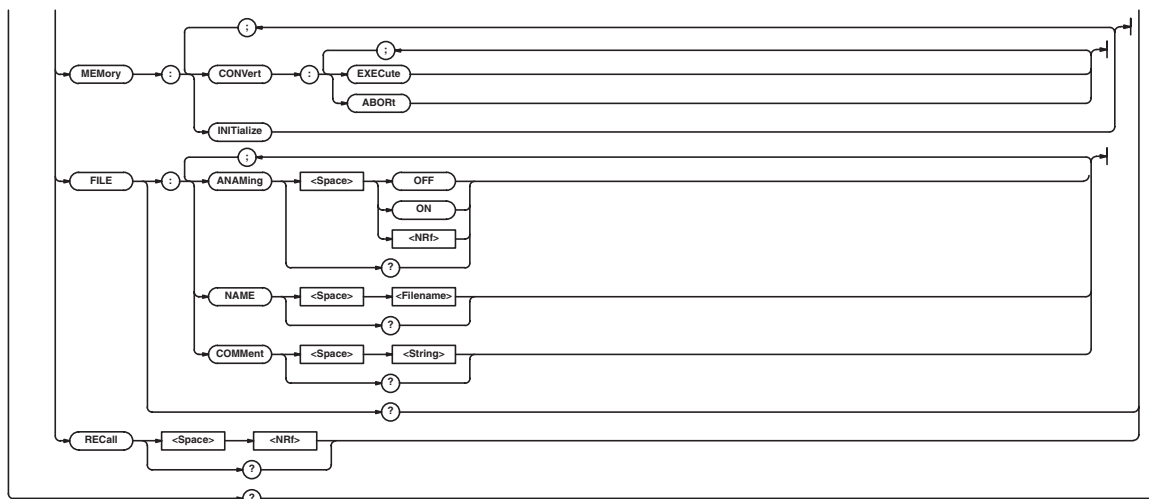 ;
;
MEMory : CONVert : EXECute
ABORt
INITialize
;
FILE : ANAMing <Space> OFF
ON
<NRf>
?
NAME <Space> <Filename>
?
COMMent <Space> <String>
?
?
RECall <Space> <NRf>
?
?